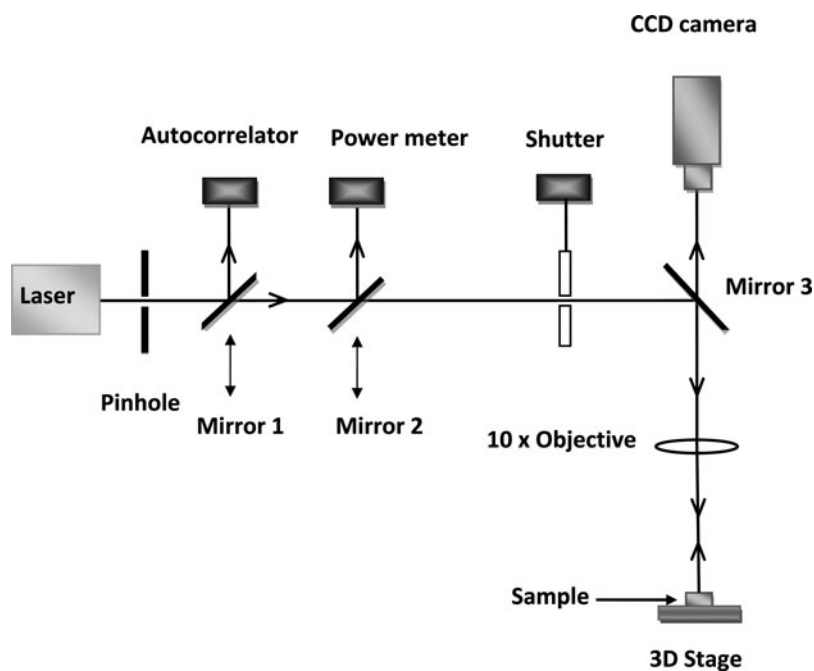 CCD camera
Autocorrelator
Power meter
Shutter
Laser
Mirror 3
Pinhole
Mirror 1
Mirror 2
10 x Objective
Sample
3D Stage